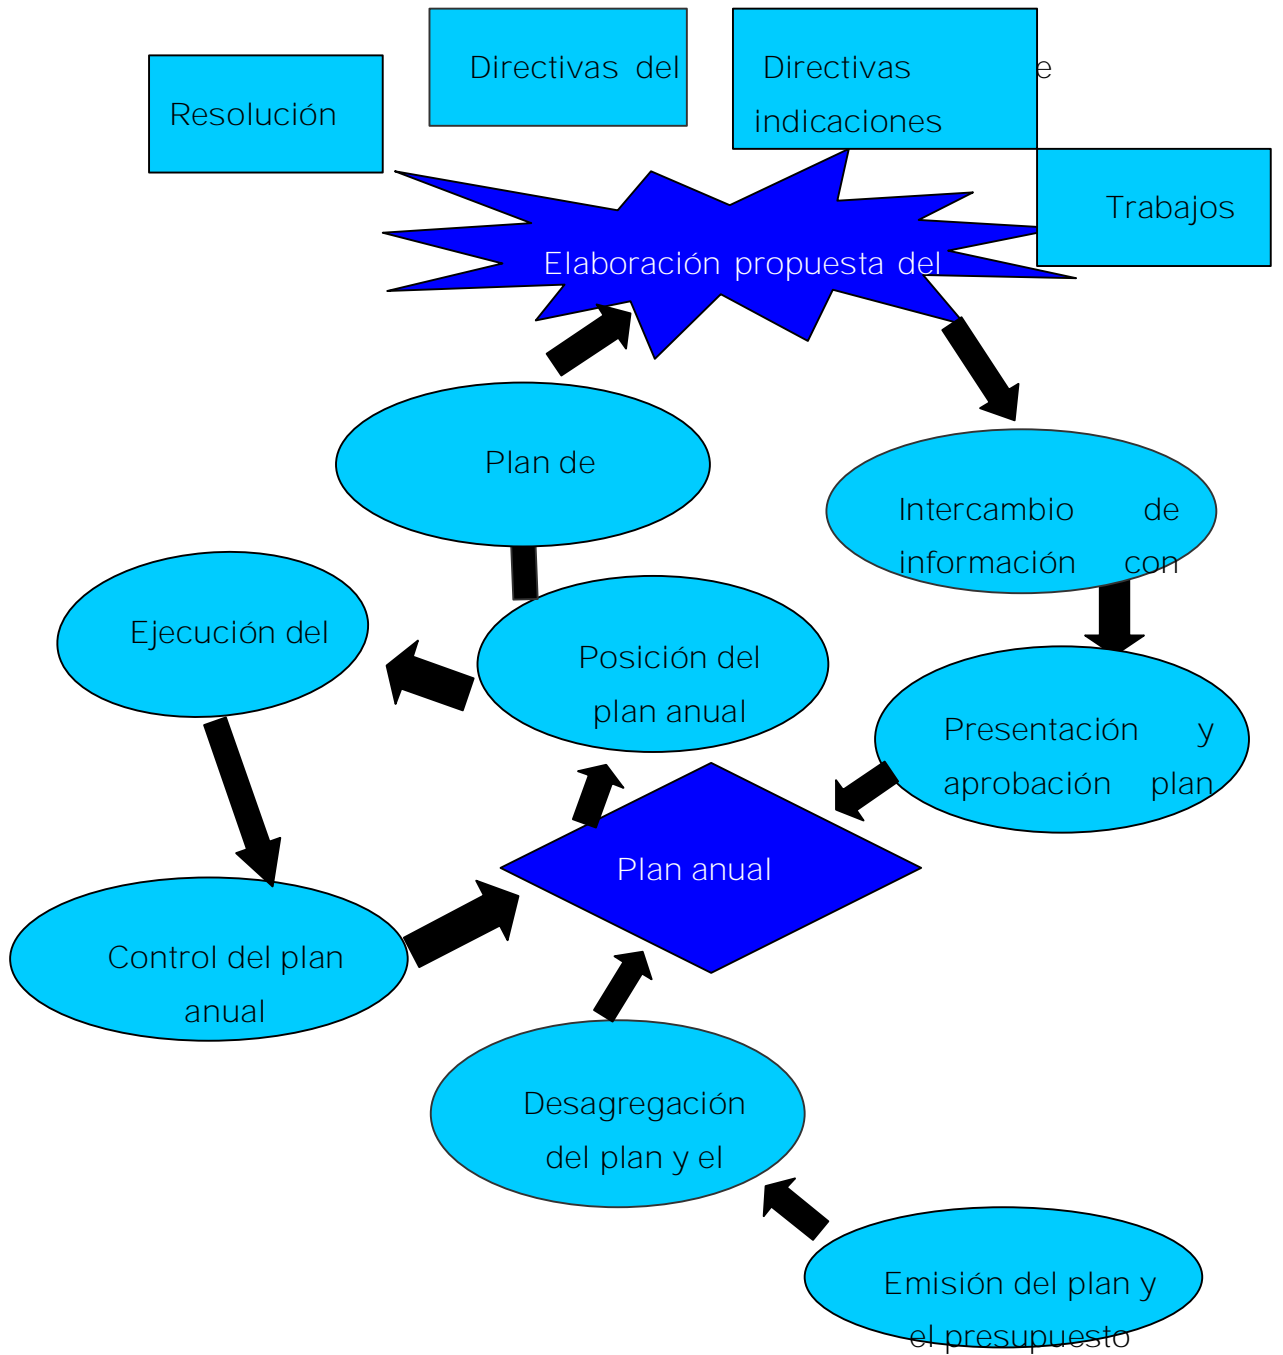 Resolución
Directivas del
Directivas e
indicaciones
Trabajos
Elaboración propuesta del
Plan de
Intercambio de
información con
Ejecución del
Posición del
plan anual
Presentación y
aprobación plan
Plan anual
Control del plan
anual
Desagregación
del plan y el
Emisión del plan y
el presupuesto